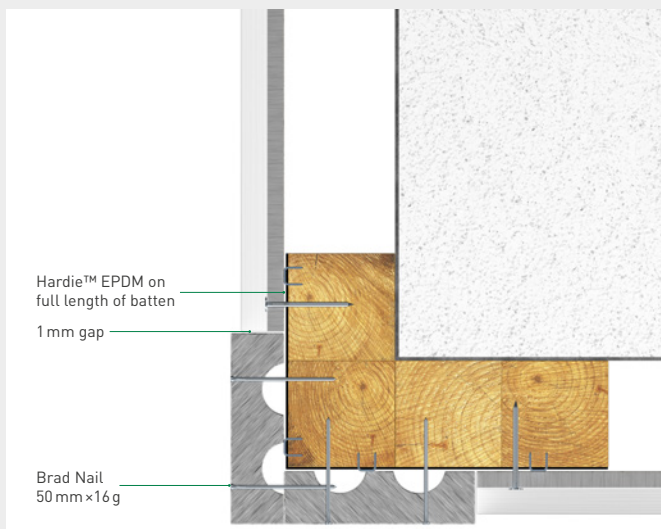 Hardie™ EPDM on
full length of batten
1 mm gap
Brad Nail
50 mm×16 g